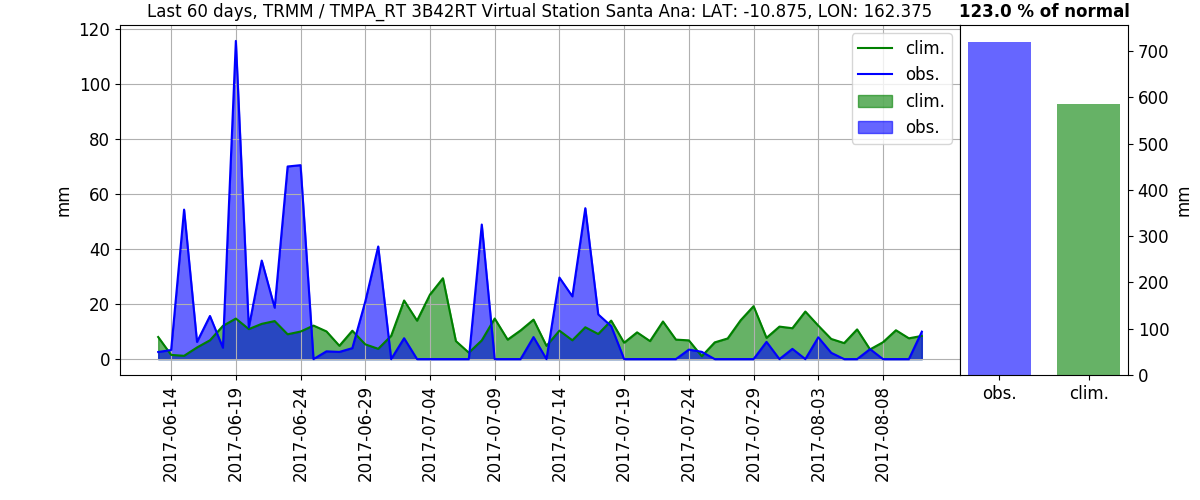 Last 60 days, TRMM / TMPA_RT 3B42RT Virtual Station Santa Ana: LAT: -10.875, LON: 162.375
123.0 % of normal
120
100
80
60
40
20
0
mm
clim.
obs.
clim.
obs.
2017-06-14
2017-06-19
2017-06-24
2017-06-29
2017-07-04
2017-07-09
2017-07-14
2017-07-19
2017-07-24
2017-07-29
2017-08-03
2017-08-08
700
600
500
400
300
200
100
0
mm
obs.
clim.